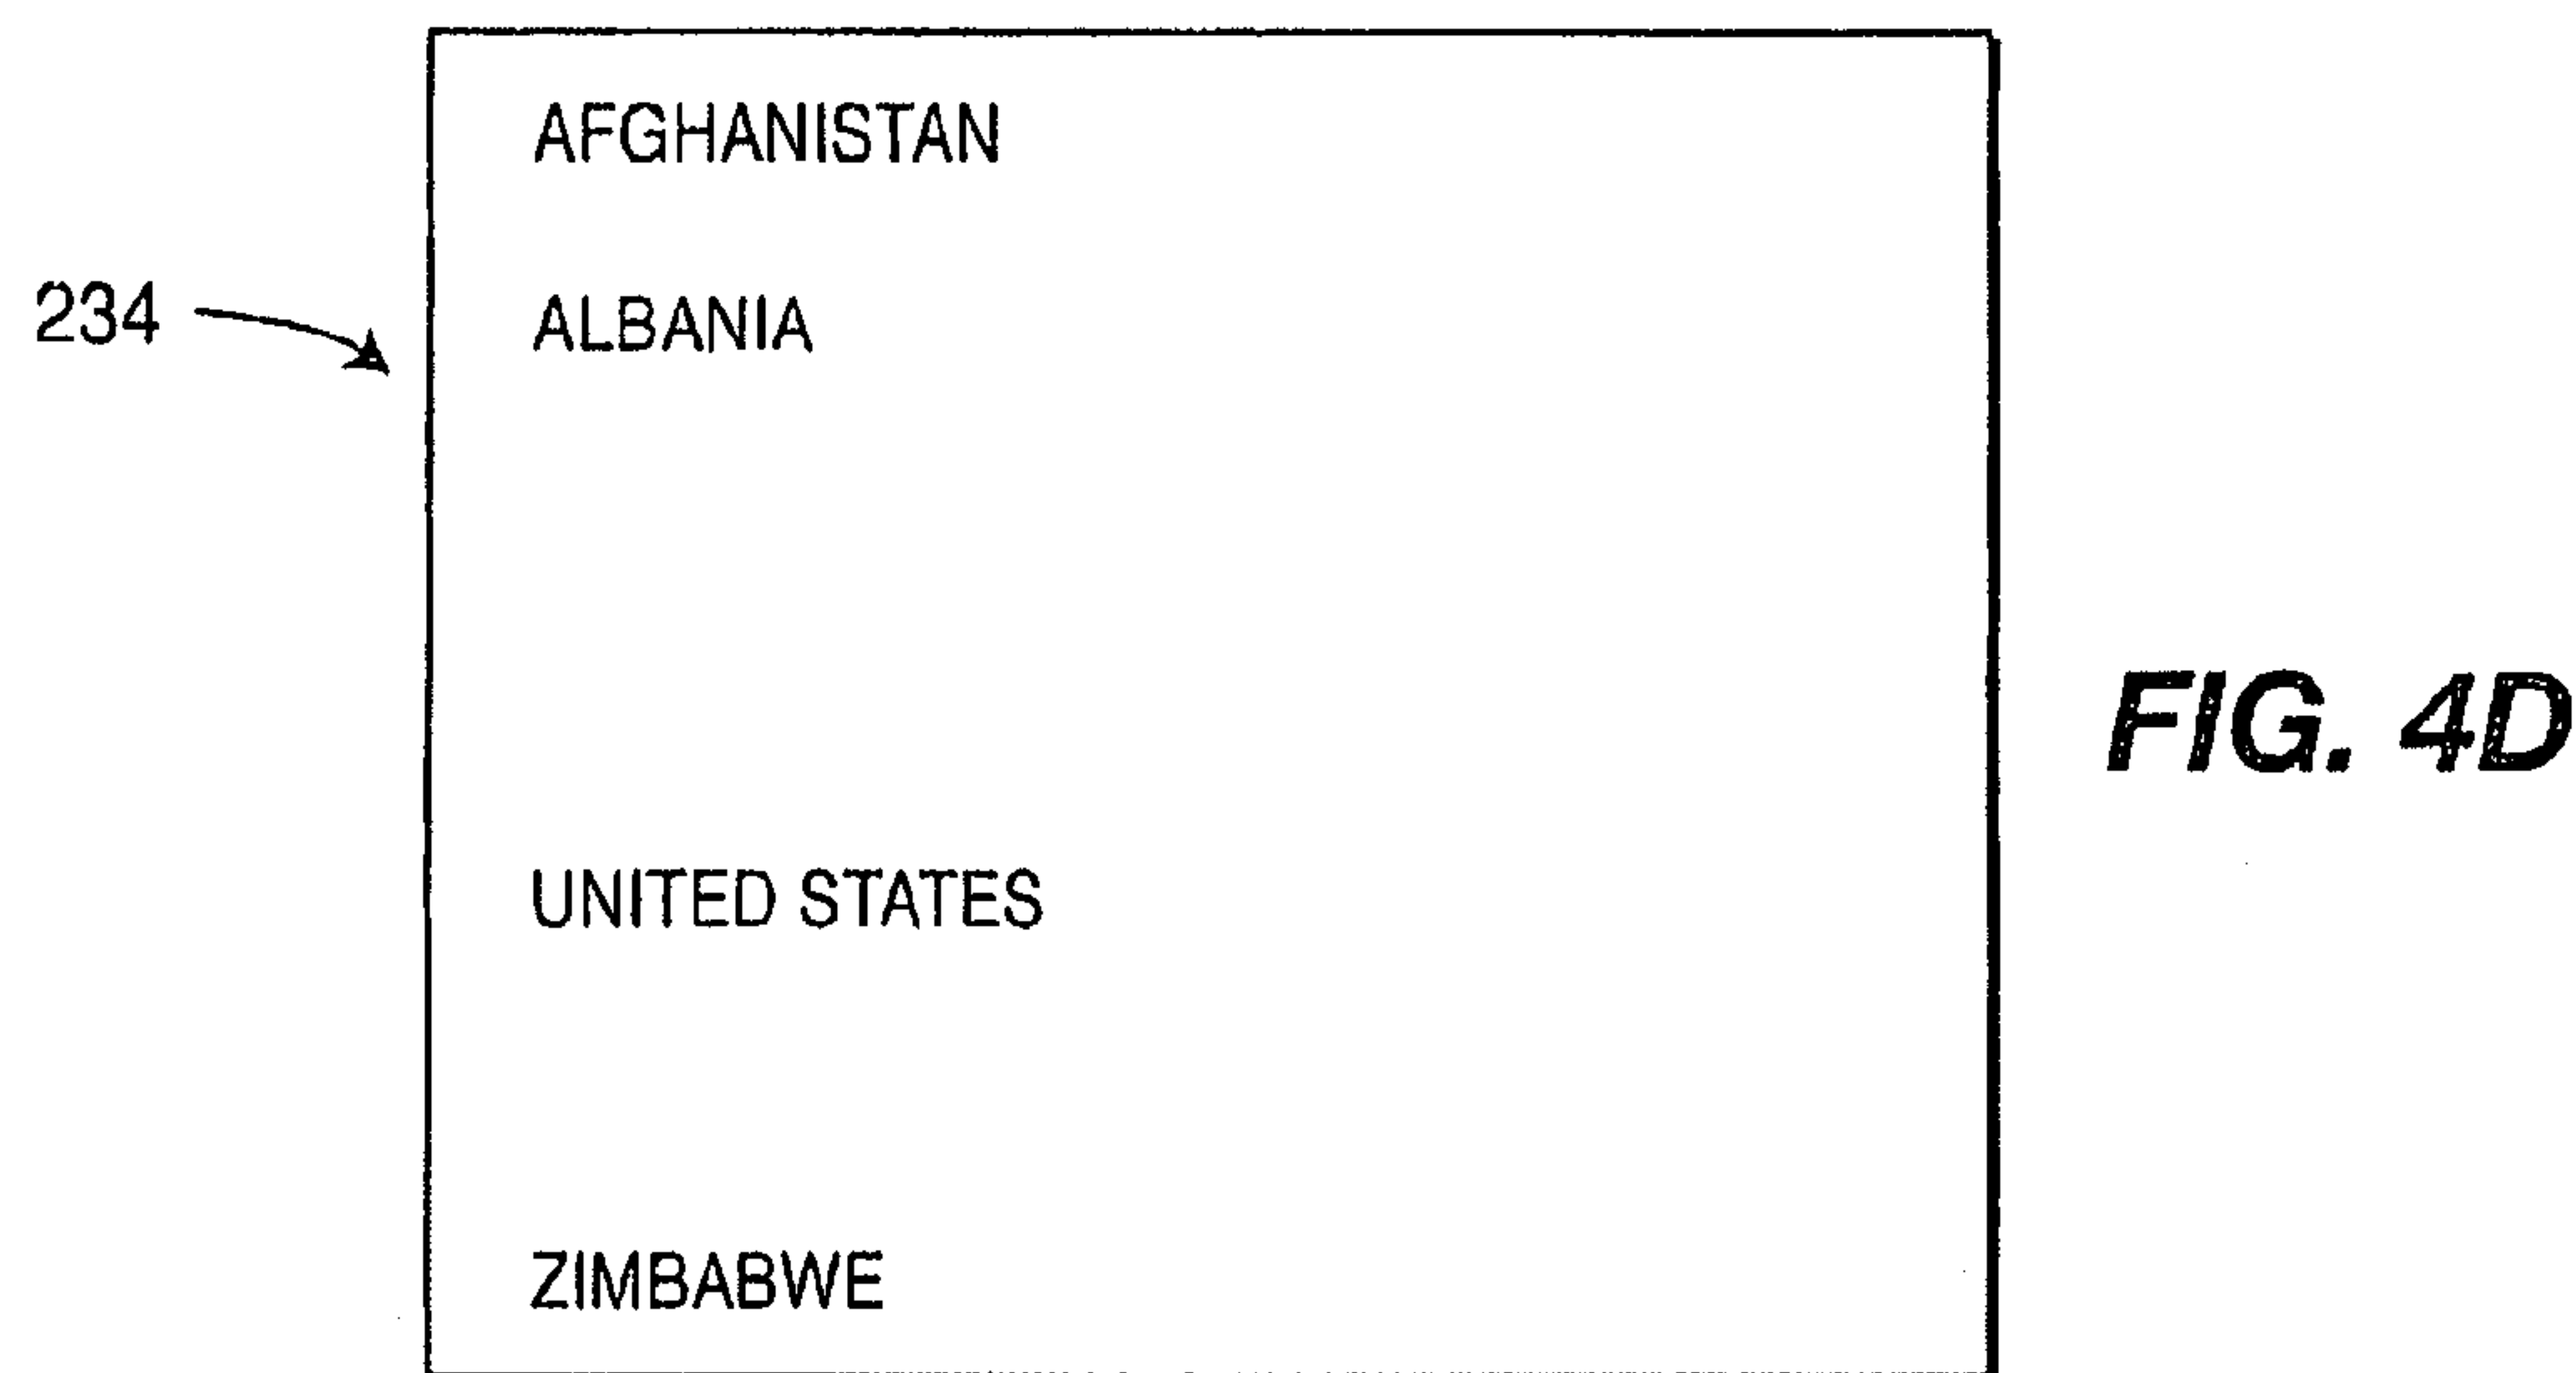 AFGHANISTAN
234
ALBANIA
FIG. 4D
UNITED STATES
ZIMBABWE